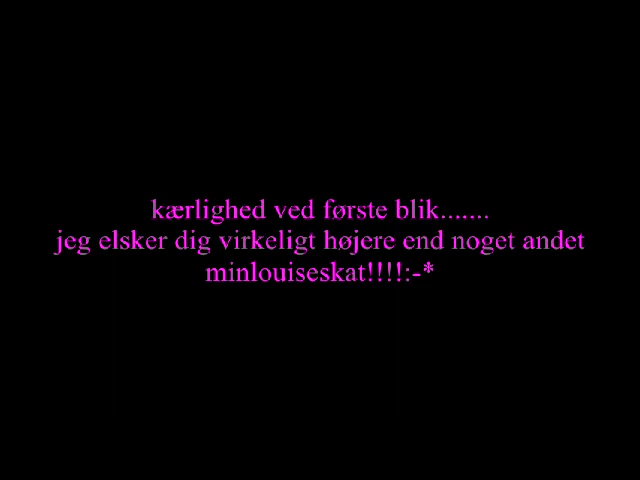 kærlighed ved første blik.......
jeg elsker dig virkeligt højere end noget andet
minlouiseskat!!!!:-*